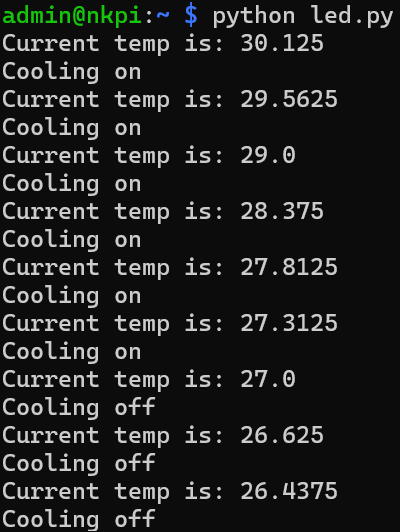 admin@nkpi:~ $ python led.py
Current temp is: 30.125
Cooling on
Current temp is: 29.5625
Cooling on
Current temp is: 29.0
Cooling on
Current temp is: 28.375
Cooling on
Current temp is: 27.8125
Cooling on
Current temp is: 27.3125
Cooling on
Current temp is: 27.0
Cooling off
Current temp is: 26.625
Cooling off
Current temp is: 26.4375
Cooling off